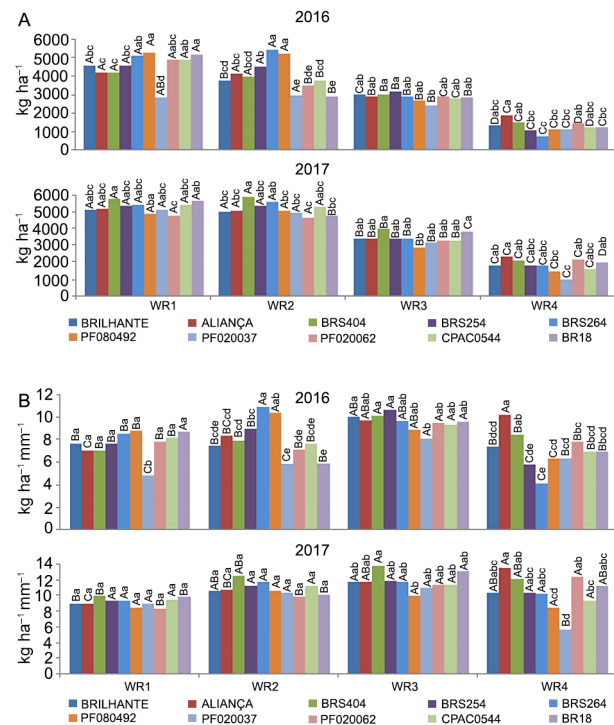 A
2016
kg ha⁻¹
6000
5000
4000
3000
2000
1000
0
Abc Ac Ac Abc Aab Aa ABd Aabc Aab Aa
Bcd Abc Abcd Ab Aa Aa Ae Bde Bcd Be
Cab Bab Ba Ba Bab Bab Bb Bab Cab Bab
Dabc Ca Cab Cbc Cc Cbc Cbc Dab Dabc Cbc
2017
kg ha⁻¹
6000
5000
4000
3000
2000
1000
0
Aabc Aabc Aa Aabc Aabc Aba Aabc Ac Aabc Aab
Abc Abc Aa Aabc Aab Abc Abc Ac Aabc Bbc
Bab Bab Ba Bab Bab Bb Bab Bab Bab Ca
Cab Ca Cab Cabc Cabc Cbc Cc Cab Cabc Dab
WR1 WR2 WR3 WR4
BRILHANTE ALIANÇA BRS404 BRS254 BRS264
PF080492 PF020037 PF020062 CPAC0544 BR18
B
2016
kg ha⁻¹ mm⁻¹
12
10
8
6
4
2
0
Ba Ca Ba Ba Ba Ba Cb Ba Ba Ba
Bcde BCcd Bcd Bbc Aa Aab Ce Bde Bcde Be
ABa ABab Aa Aa ABab ABab Ab Aab Aab Aab
Bdcd Aa Bab Cde Ce Bcd Bcd Bbc Bbcd Bbcd
2017
kg ha⁻¹ mm⁻¹
14
12
10
8
6
4
2
0
Ba Ca Ba Aa Aa Aa Aa Ba Aa Ba
ABa BCa ABa Aa Aa Aa Aa ABa Aa Ba
Aab ABab Aa Aab Aab Ab Aab Aab Aab Aa
ABabc Aa ABab Aabc Aabc Acd Bd Aab Abc ABabc
WR1 WR2 WR3 WR4
BRILHANTE ALIANÇA BRS404 BRS254 BRS264
PF080492 PF020037 PF020062 CPAC0544 BR18